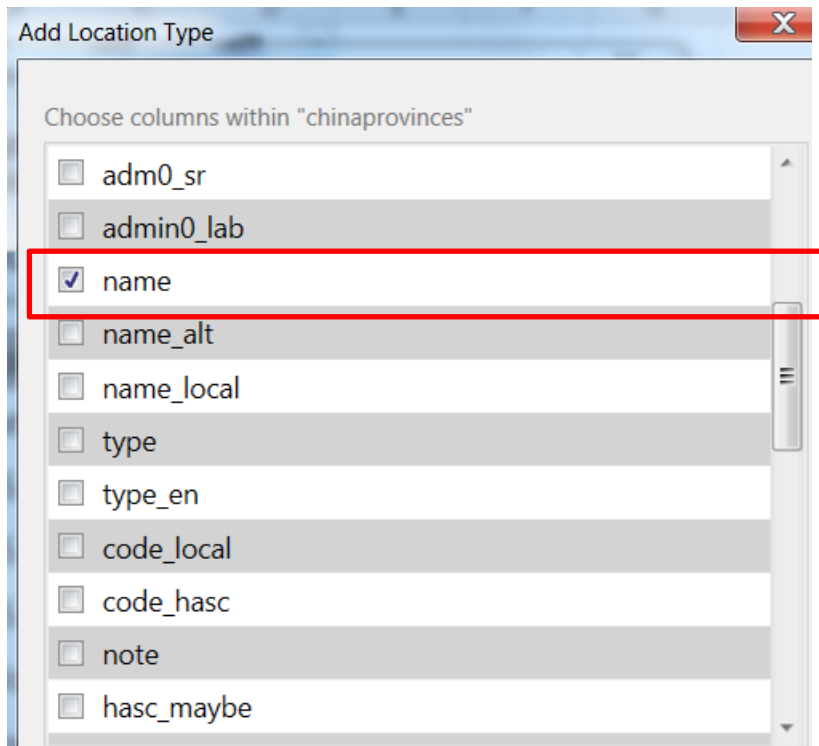 Add Location Type
X
Choose columns within "chinaprovinces"
adm0_sr
admin0_lab
name
name_alt
name_local
type
type_en
code_local
code_hasc
note
hasc_maybe